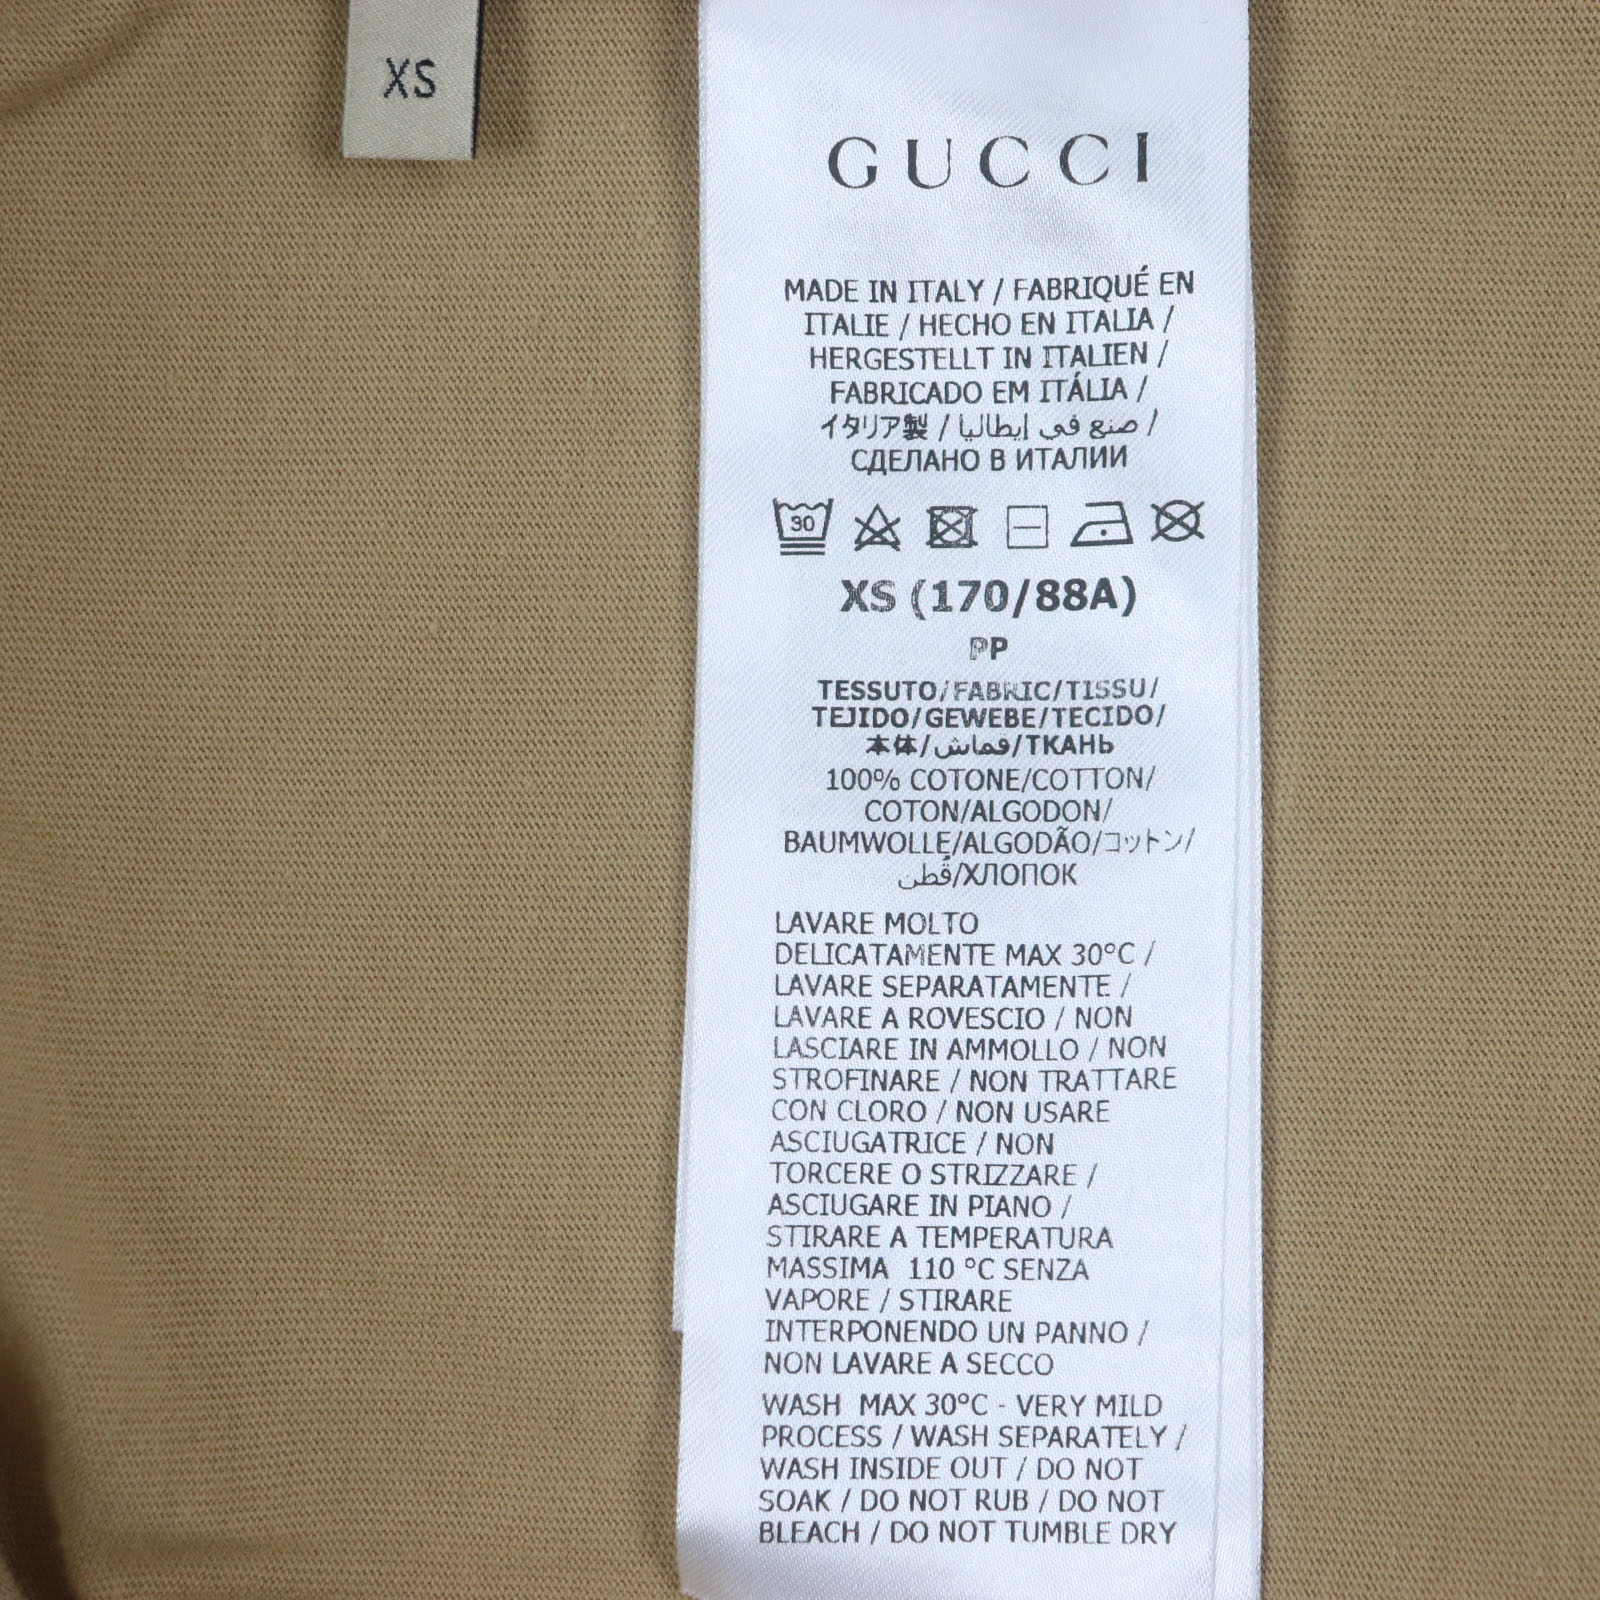 XS
GUCCI
MADE IN ITALY / FABRIQUÉ EN
ITALIE / HECHO EN ITALIA /
HERGESTELLT IN ITALIEN /
FABRICADO EM ITÁLIA /
イタリア製 / صنع في إيطاليا /
СДЕЛАНО В ИТАЛИИ
30
XS (170/88A)
PP
TESSUTO/FABRIC/TISSU/
TEJIDO/GEWEBE/TECIDO/
本体/قماش/ТКАНЬ
100% COTONE/COTTON/
COTON/ALGODON/
BAUMWOLLE/ALGODÃO/コットン/
قُطن/ХЛОПОК
LAVARE MOLTO
DELICATAMENTE MAX 30°C /
LAVARE SEPARATAMENTE /
LAVARE A ROVESCIO / NON
LASCIARE IN AMMOLLO / NON
STROFINARE / NON TRATTARE
CON CLORO / NON USARE
ASCIUGATRICE / NON
TORCERE O STRIZZARE /
ASCIUGARE IN PIANO /
STIRARE A TEMPERATURA
MASSIMA 110 °C SENZA
VAPORE / STIRARE
INTERPONENDO UN PANNO /
NON LAVARE A SECCO
WASH MAX 30°C - VERY MILD
PROCESS / WASH SEPARATELY /
WASH INSIDE OUT / DO NOT
SOAK / DO NOT RUB / DO NOT
BLEACH / DO NOT TUMBLE DRY